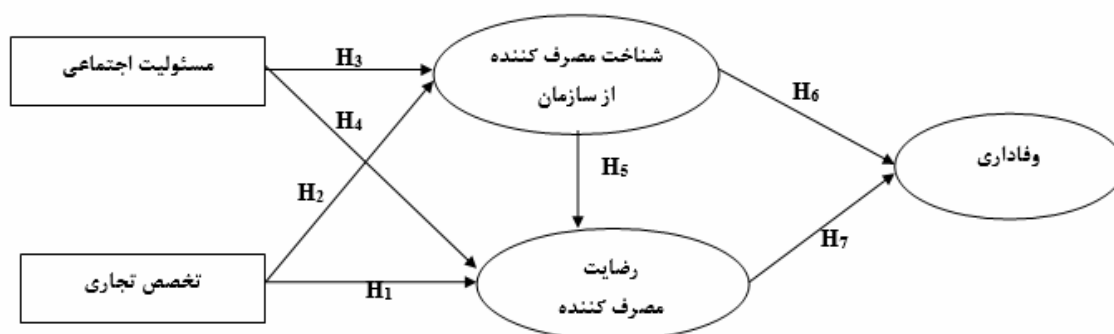 مسئولیت اجتماعی
H3
شناخت مصرف کننده
از سازمان
H6
H4
وفاداری
H5
H2
H7
تخصص تجاری
H1
رضایت
مصرف کننده